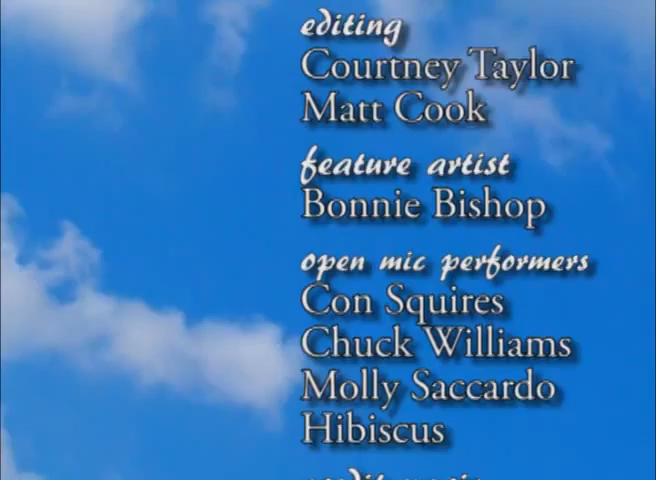 editing
Courtney Taylor
Matt Cook
feature artist
Bonnie Bishop
open mic performers
Con Squires
Chuck Williams
Molly Saccardo
Hibiscus